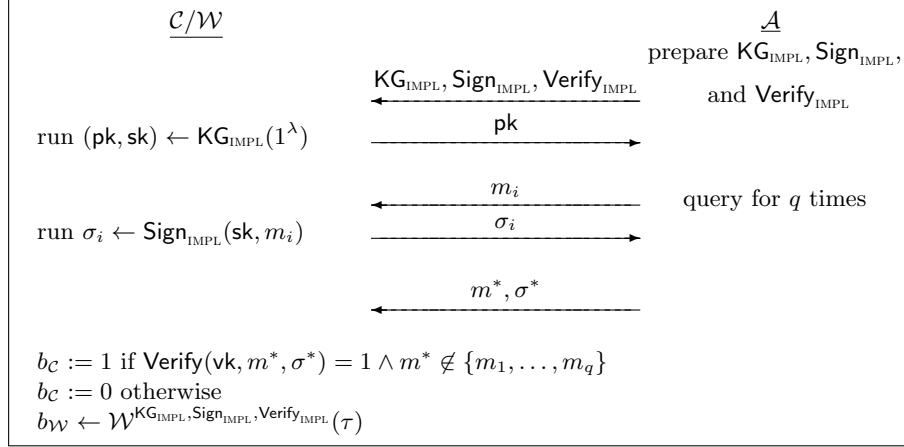 C/W
A
prepare KG_IMPL, Sign_IMPL,
KG_IMPL, Sign_IMPL, Verify_IMPL
and Verify_IMPL
run (pk, sk) ← KG_IMPL(1^λ)
pk
m_i
query for q times
run σ_i ← Sign_IMPL(sk, m_i)
σ_i
m*, σ*
b_C := 1 if Verify(vk, m*, σ*) = 1 ∧ m* ∉ {m_1, . . . , m_q}
b_C := 0 otherwise
b_W ← W^{KG_IMPL, Sign_IMPL, Verify_IMPL}(τ)